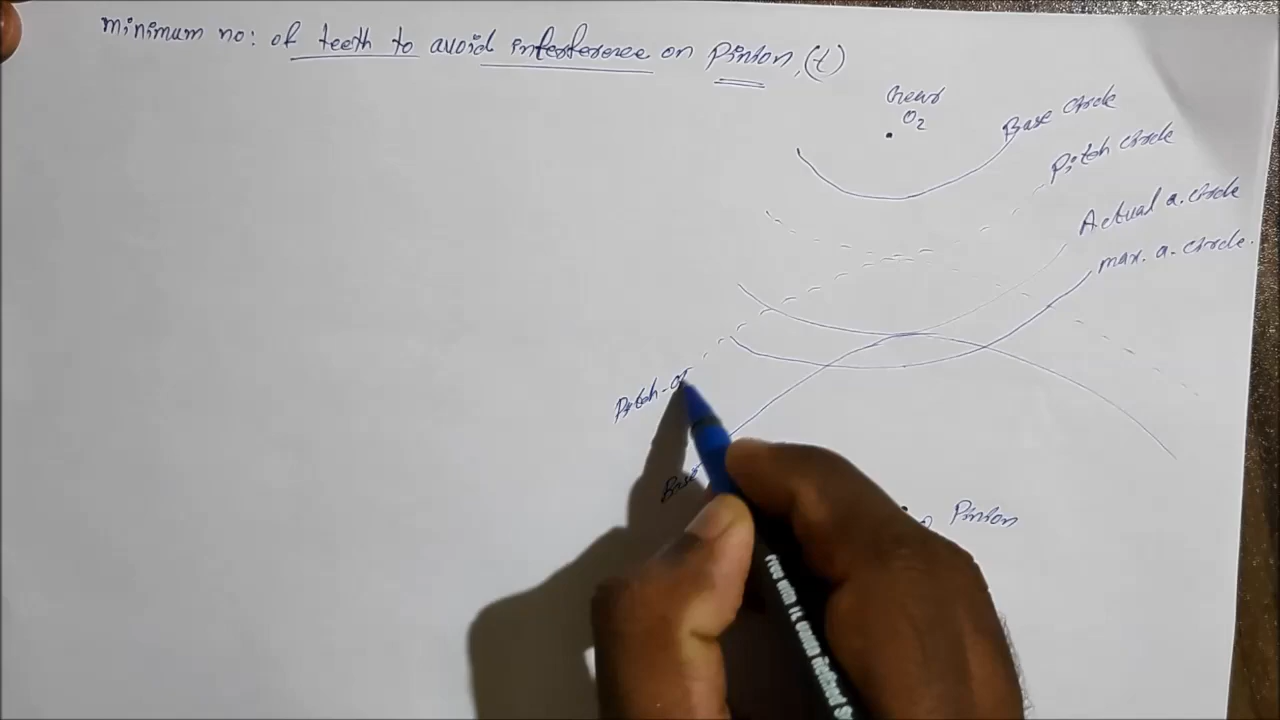 minimum no: of teeth to avoid interference on pinion, (t)
Gear
O2
Base circle
Pitch circle
Actual a. circle
max. a. circle.
Pitch-
Base
Pinion